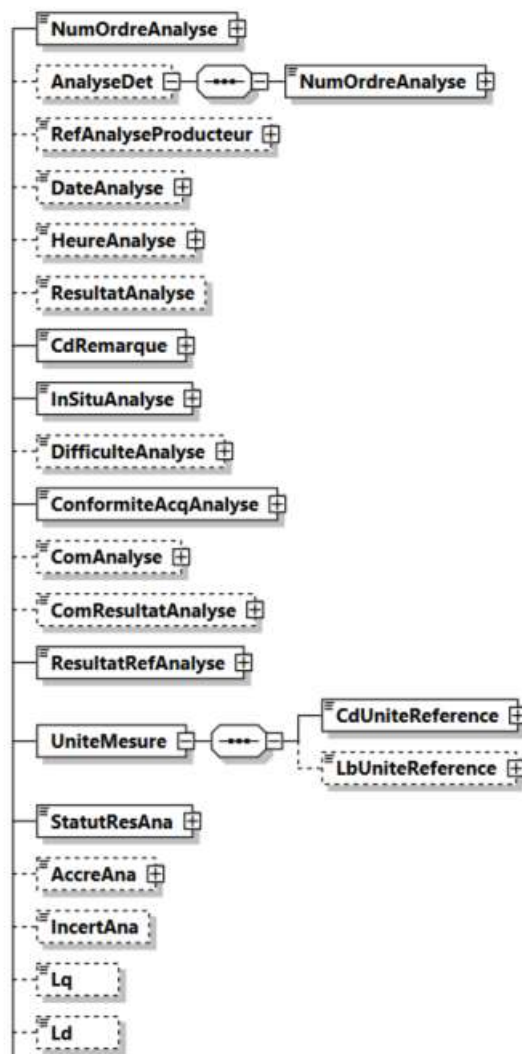 NumOrdreAnalyse
AnalyseDet NumOrdreAnalyse
RefAnalyseProducteur
DateAnalyse
HeureAnalyse
ResultatAnalyse
CdRemarque
InSituAnalyse
DifficulteAnalyse
ConformiteAcqAnalyse
ComAnalyse
ComResultatAnalyse
ResultatRefAnalyse
CdUniteReference
UniteMesure
LbUniteReference
StatutResAna
AccreAna
IncertAna
Lq
Ld